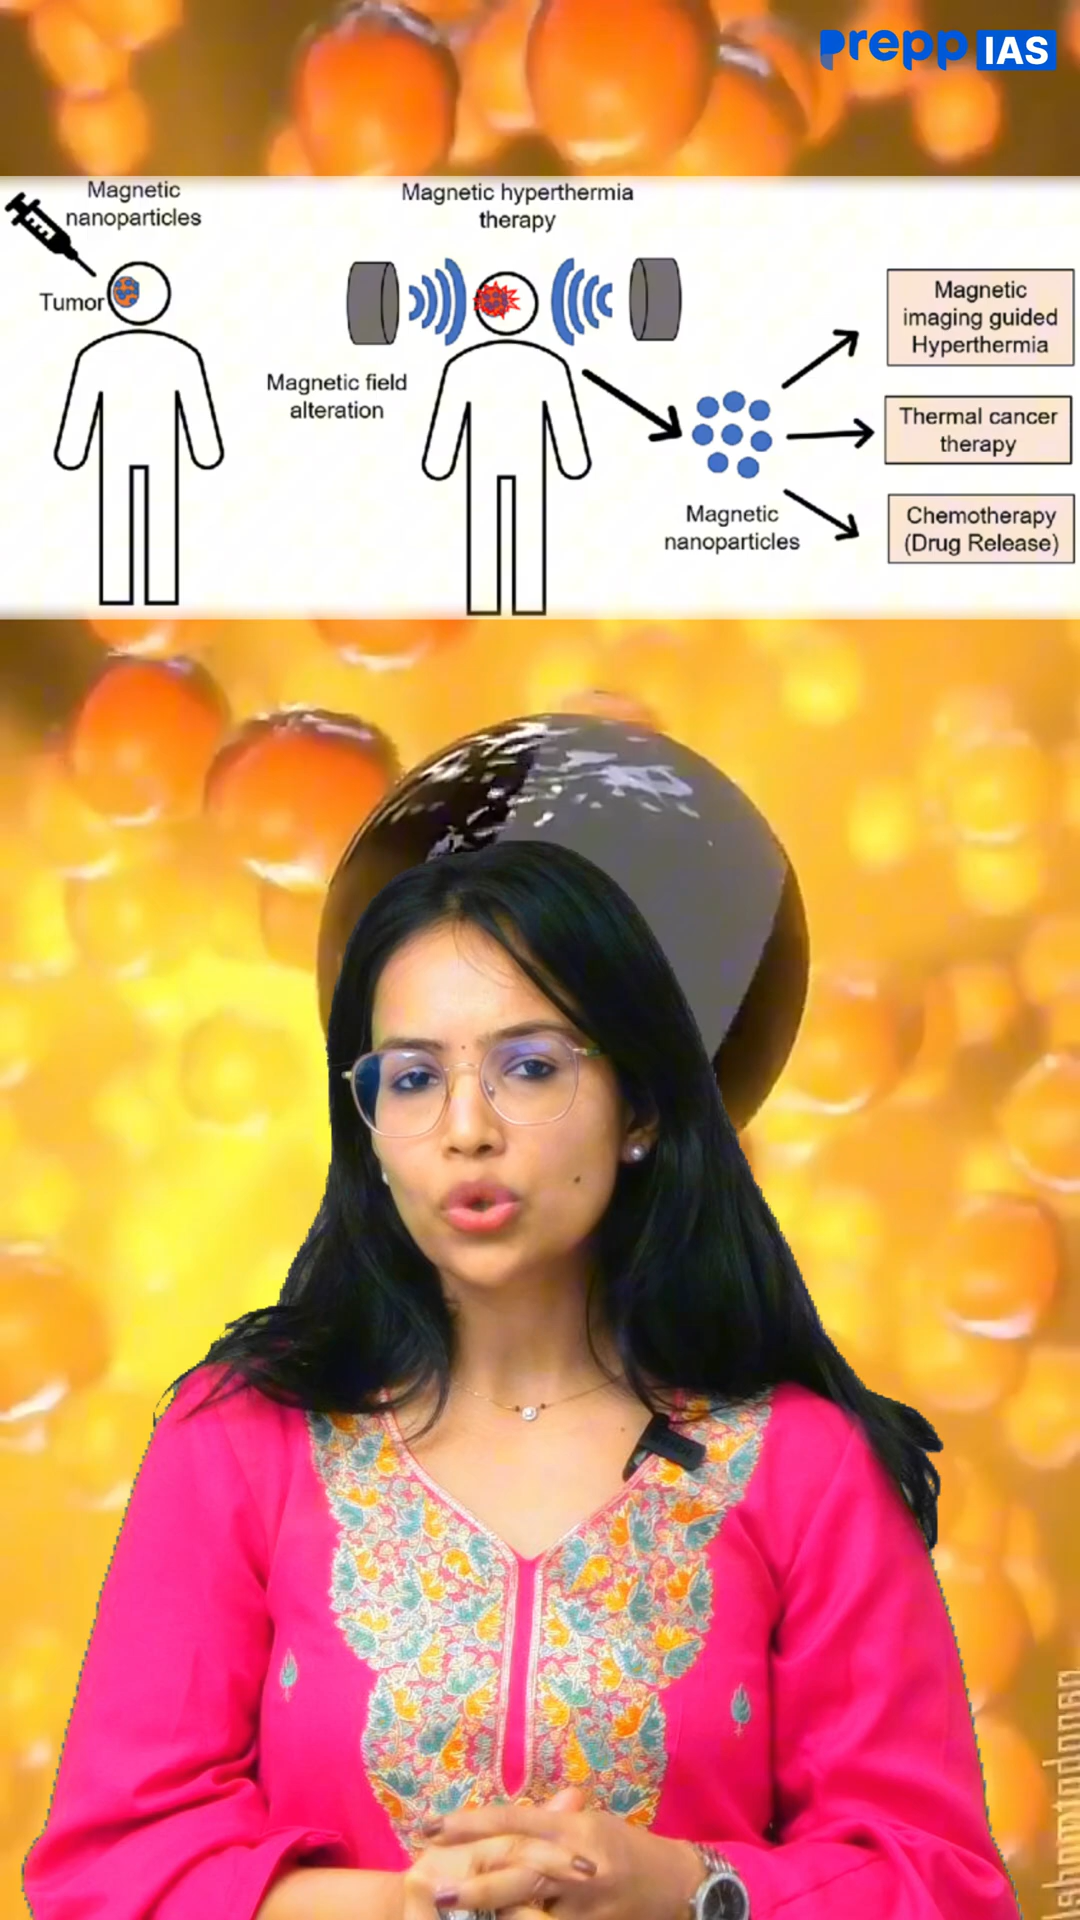 prepp IAS
Magnetic
nanoparticles
Tumor
Magnetic hyperthermia
therapy
Magnetic field
alteration
Magnetic
nanoparticles
Magnetic
imaging guided
Hyperthermia
Thermal cancer
therapy
Chemotherapy
(Drug Release)